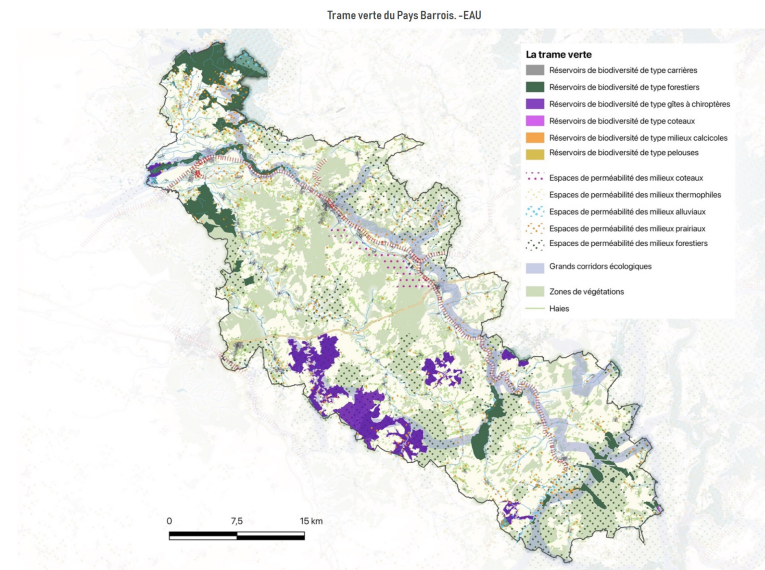 Trame verte du Pays Barrois. -EAU
La trame verte
Réservoirs de biodiversité de type carrières
Réservoirs de biodiversité de type forestiers
Réservoirs de biodiversité de type gîtes à chiroptères
Réservoirs de biodiversité de type coteaux
Réservoirs de biodiversité de type milieux calcicoles
Réservoirs de biodiversité de type pelouses
Espaces de perméabilité des milieux coteaux
Espaces de perméabilité des milieux thermophiles
Espaces de perméabilité des milieux alluviaux
Espaces de perméabilité des milieux prairiaux
Espaces de perméabilité des milieux forestiers
Grands corridors écologiques
Zones de végétations
Haies
0 7,5 15 km